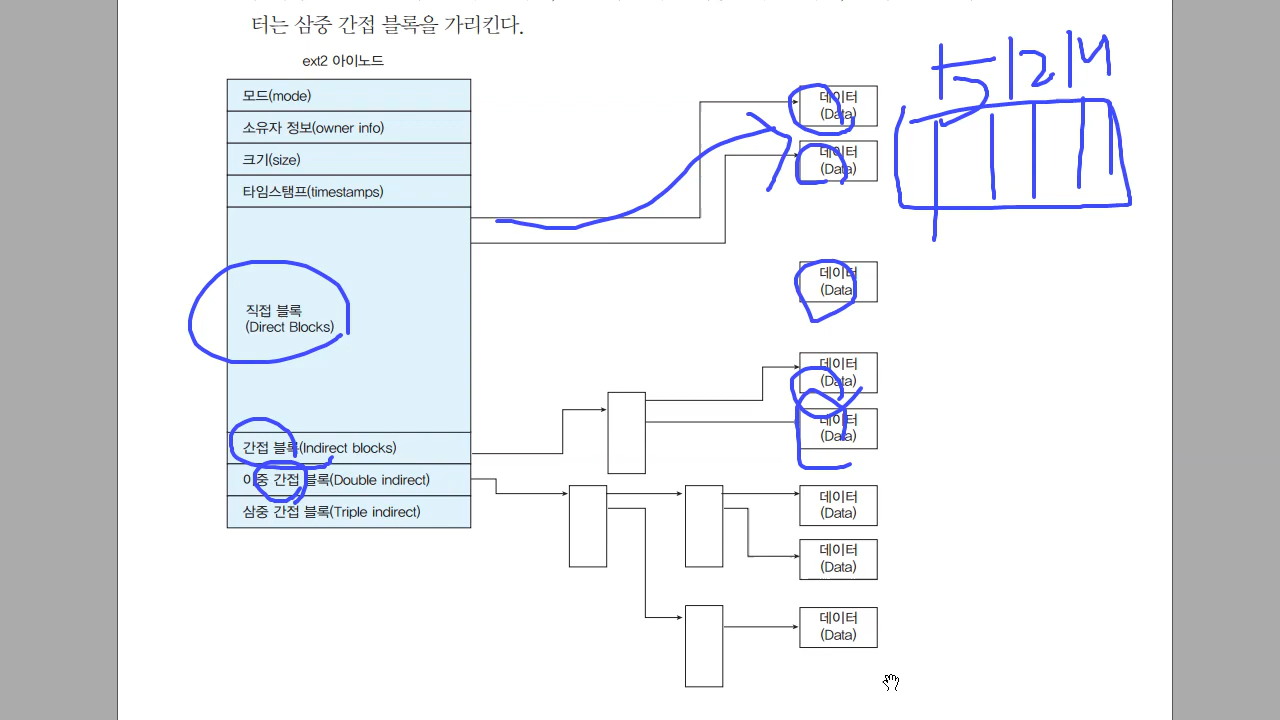 터는 삼중 간접 블록을 가리킨다.
ext2 아이노드
모드(mode)
소유자 정보(owner info)
크기(size)
타임스탬프(timestamps)
직접 블록
(Direct Blocks)
간접 블록(Indirect blocks)
이중 간접 블록(Double indirect)
삼중 간접 블록(Triple indirect)
데이터
(Data)
데이터
(Data)
데이터
(Data)
데이터
(Data)
데이터
(Data)
데이터
(Data)
데이터
(Data)
데이터
(Data)